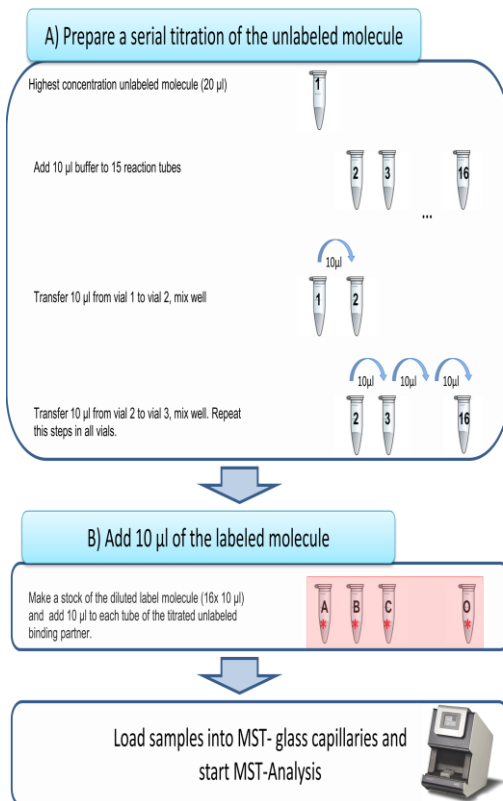 A) Prepare a serial titration of the unlabeled molecule
Highest concentration unlabeled molecule (20 µl)
1
Add 10 µl buffer to 15 reaction tubes
2 3 16
...
10µl
Transfer 10 µl from vial 1 to vial 2, mix well
1 2
10µl 10µl 10µl
Transfer 10 µl from vial 2 to vial 3, mix well. Repeat
this steps in all vials.
2 3 16
B) Add 10 µl of the labeled molecule
Make a stock of the diluted label molecule (16x 10 µl)
and add 10 µl to each tube of the titrated unlabeled
binding partner.
A B C O
* * * *
Load samples into MST- glass capillaries and
start MST-Analysis